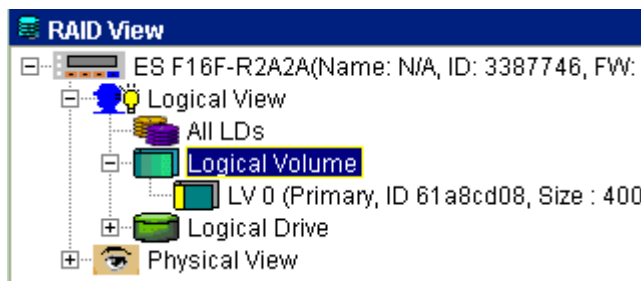 RAID View
ES F16F-R2A2A(Name: N/A, ID: 3387746, FW:
Logical View
All LDs
Logical Volume
LV 0 (Primary, ID 61a8cd08, Size : 400
Logical Drive
Physical View